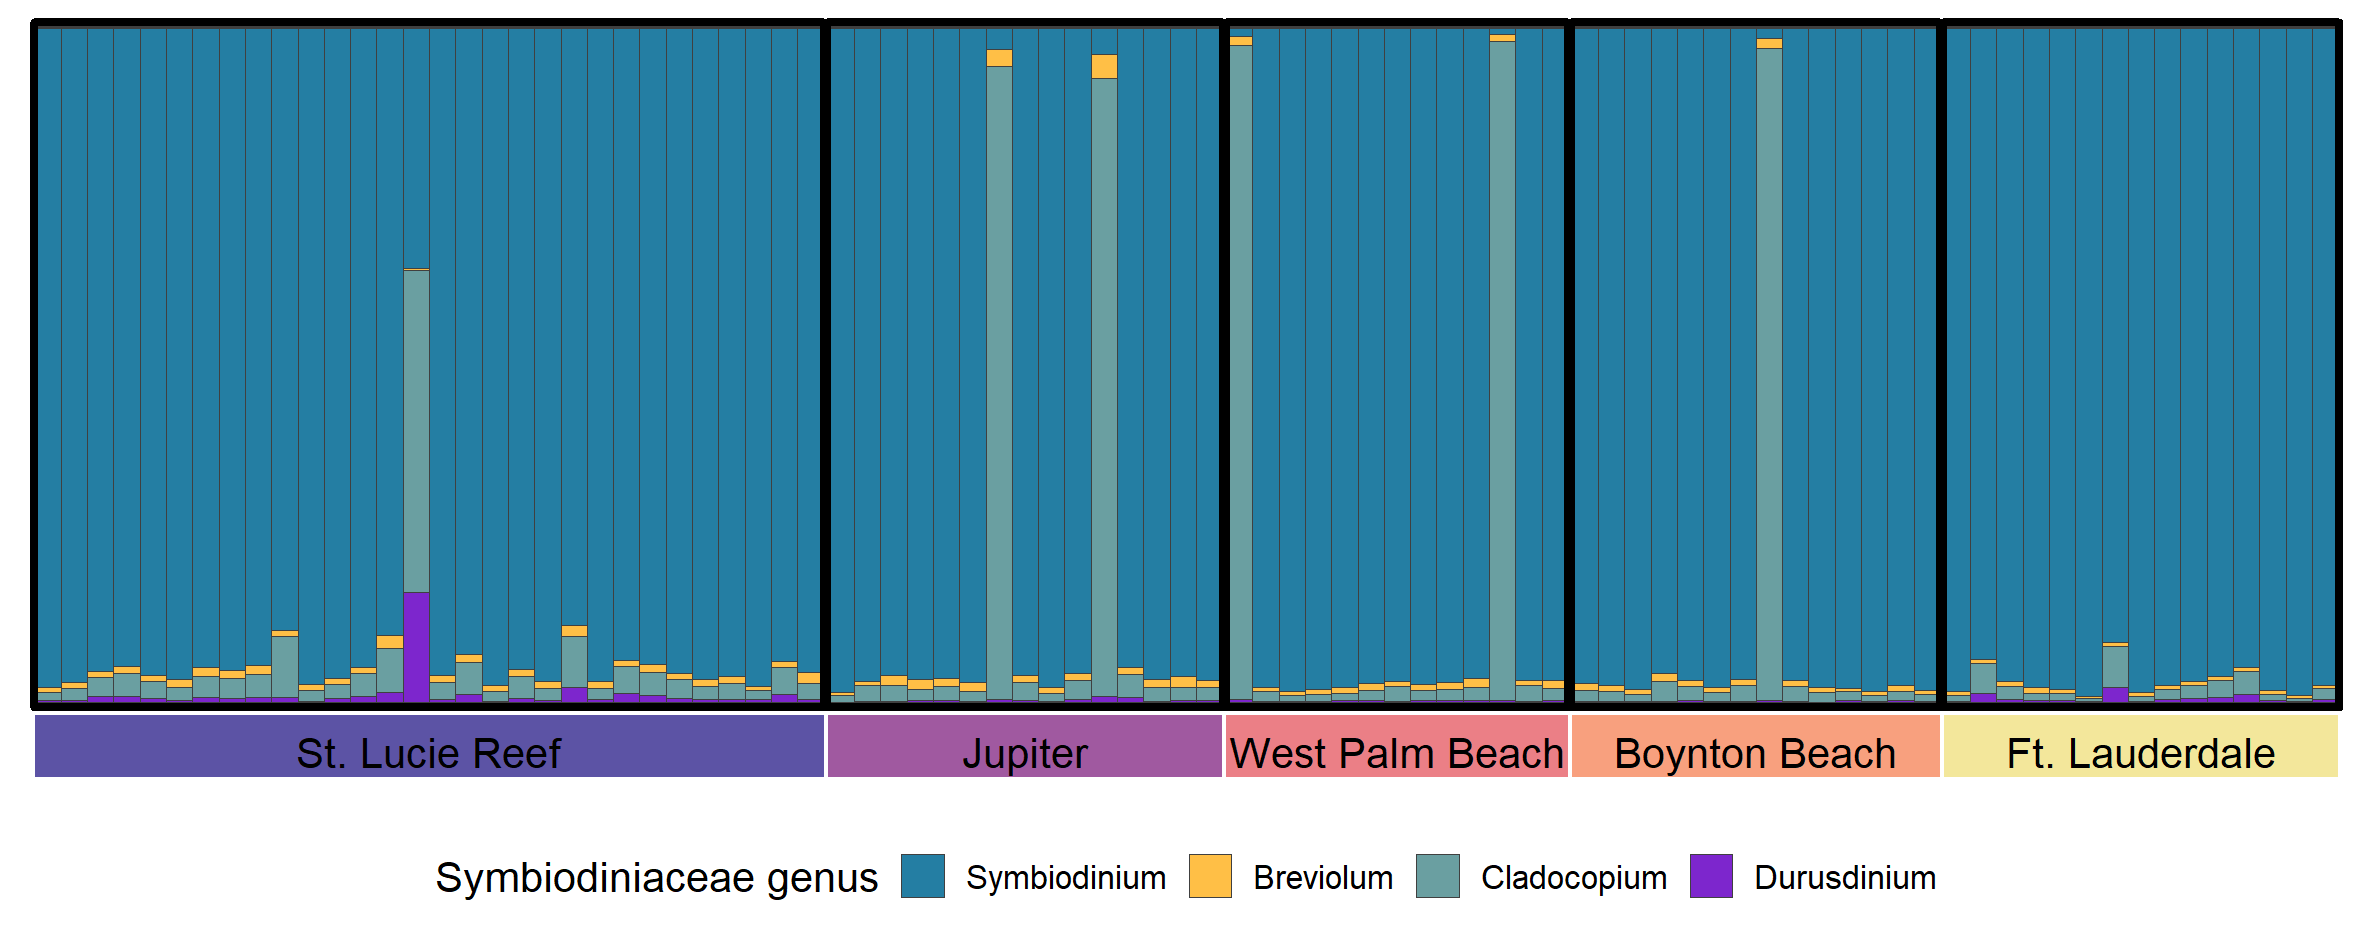 St. Lucie Reef Jupiter West Palm Beach Boynton Beach Ft. Lauderdale
Symbiodiniaceae genus Symbiodinium Breviolum Cladocopium Durusdinium